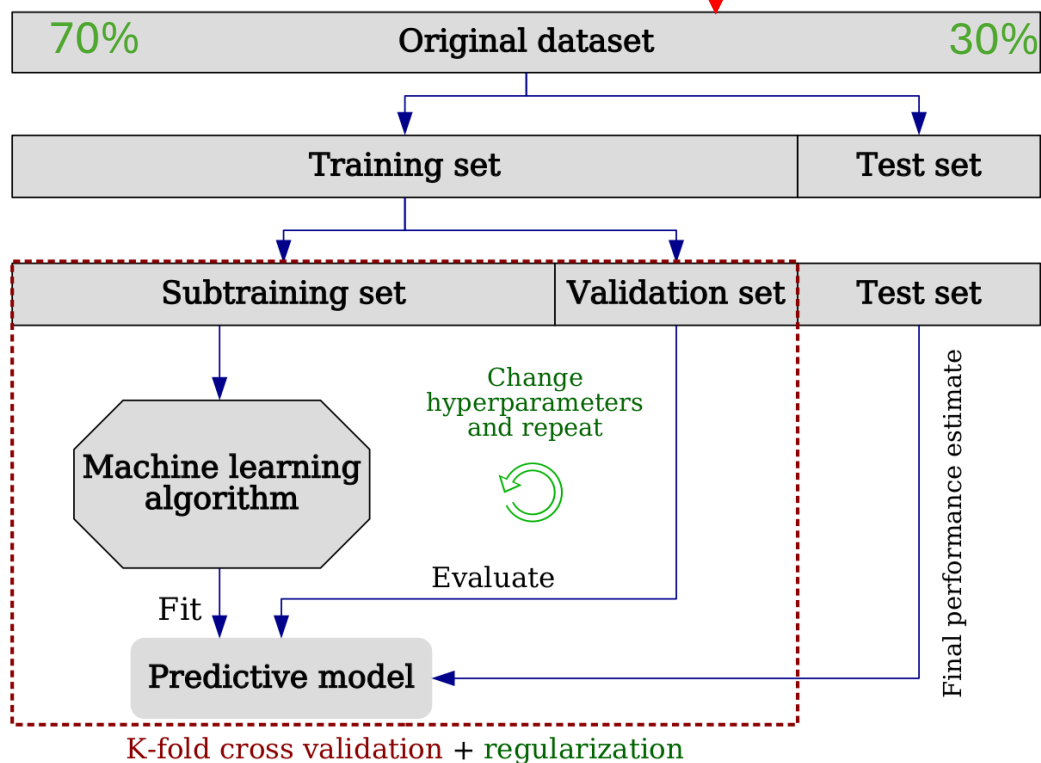 70% Original dataset 30%
Training set Test set
Subtraining set Validation set Test set
Change
hyperparameters
and repeat
Machine learning
algorithm
Evaluate
Fit
Final performance estimate
Predictive model
K-fold cross validation + regularization